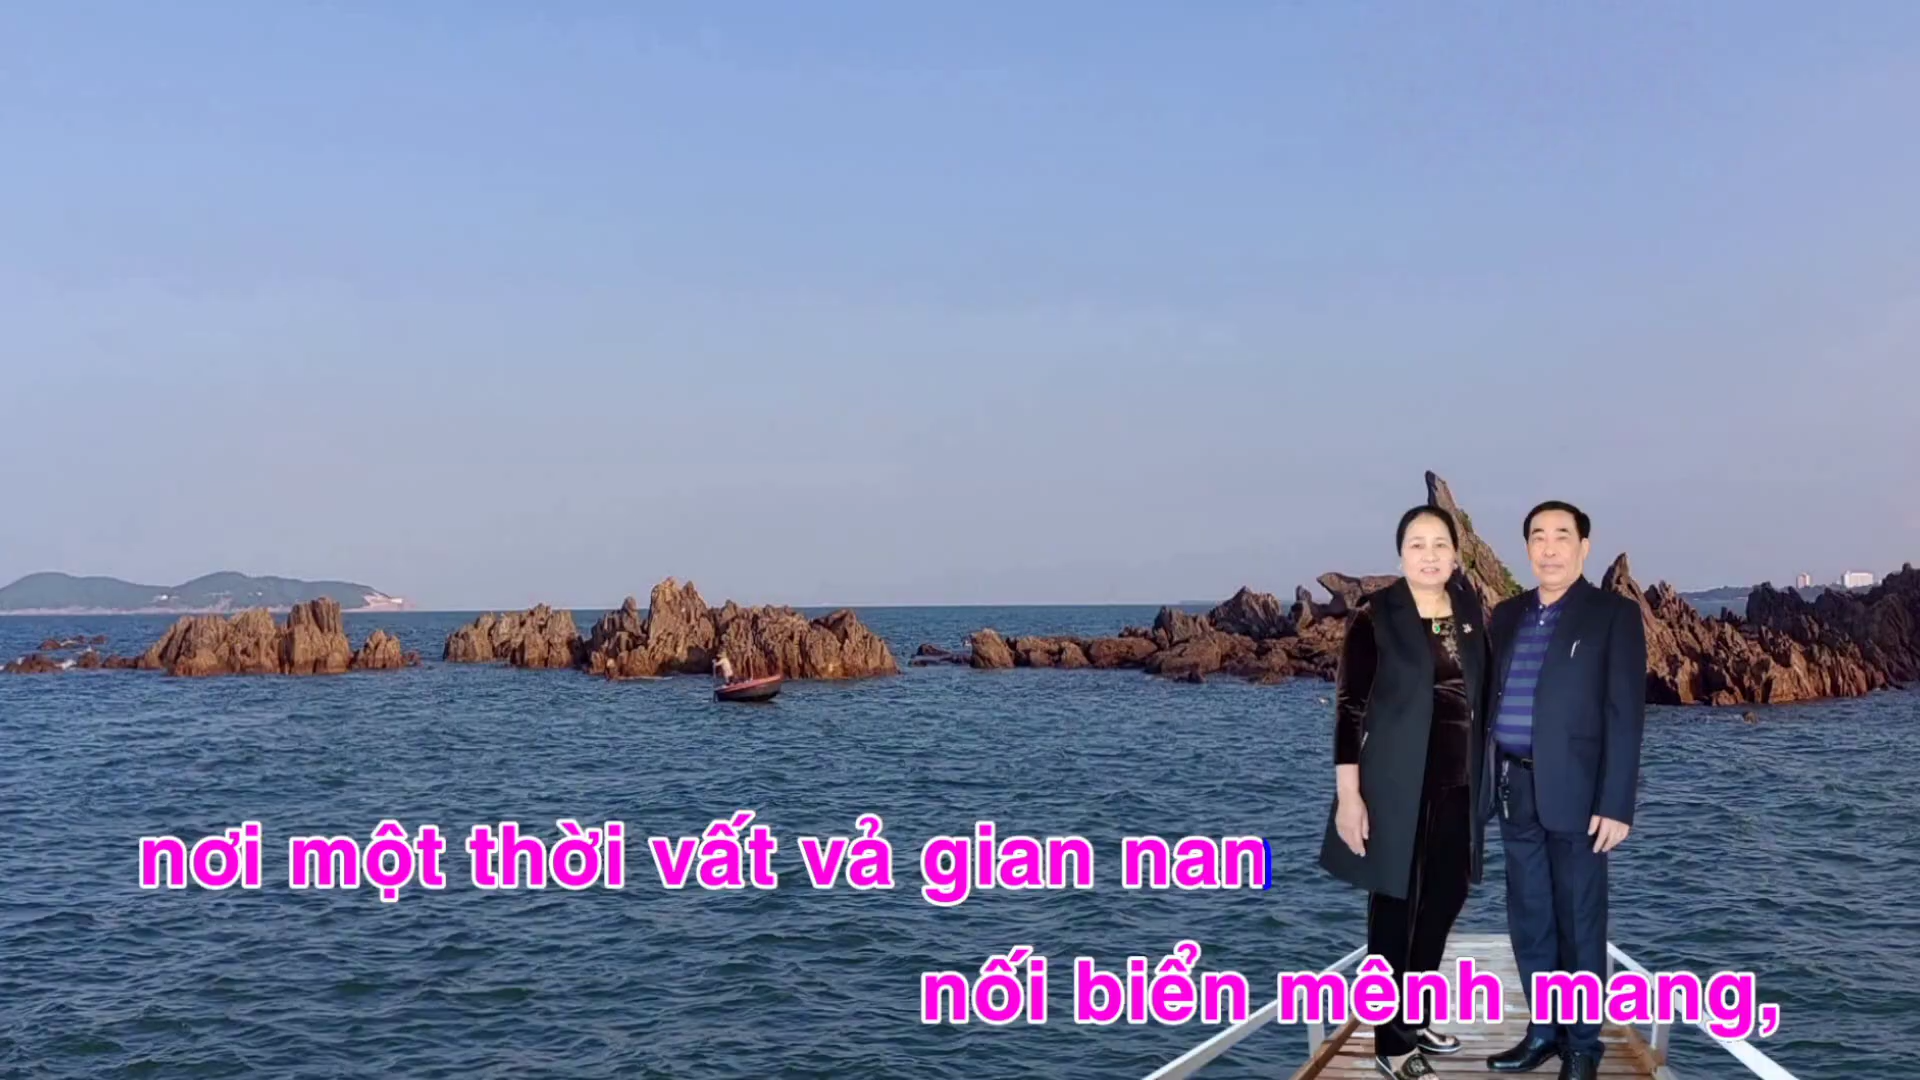 nơi một thời vất vả gian nan
nối biển mênh mang,